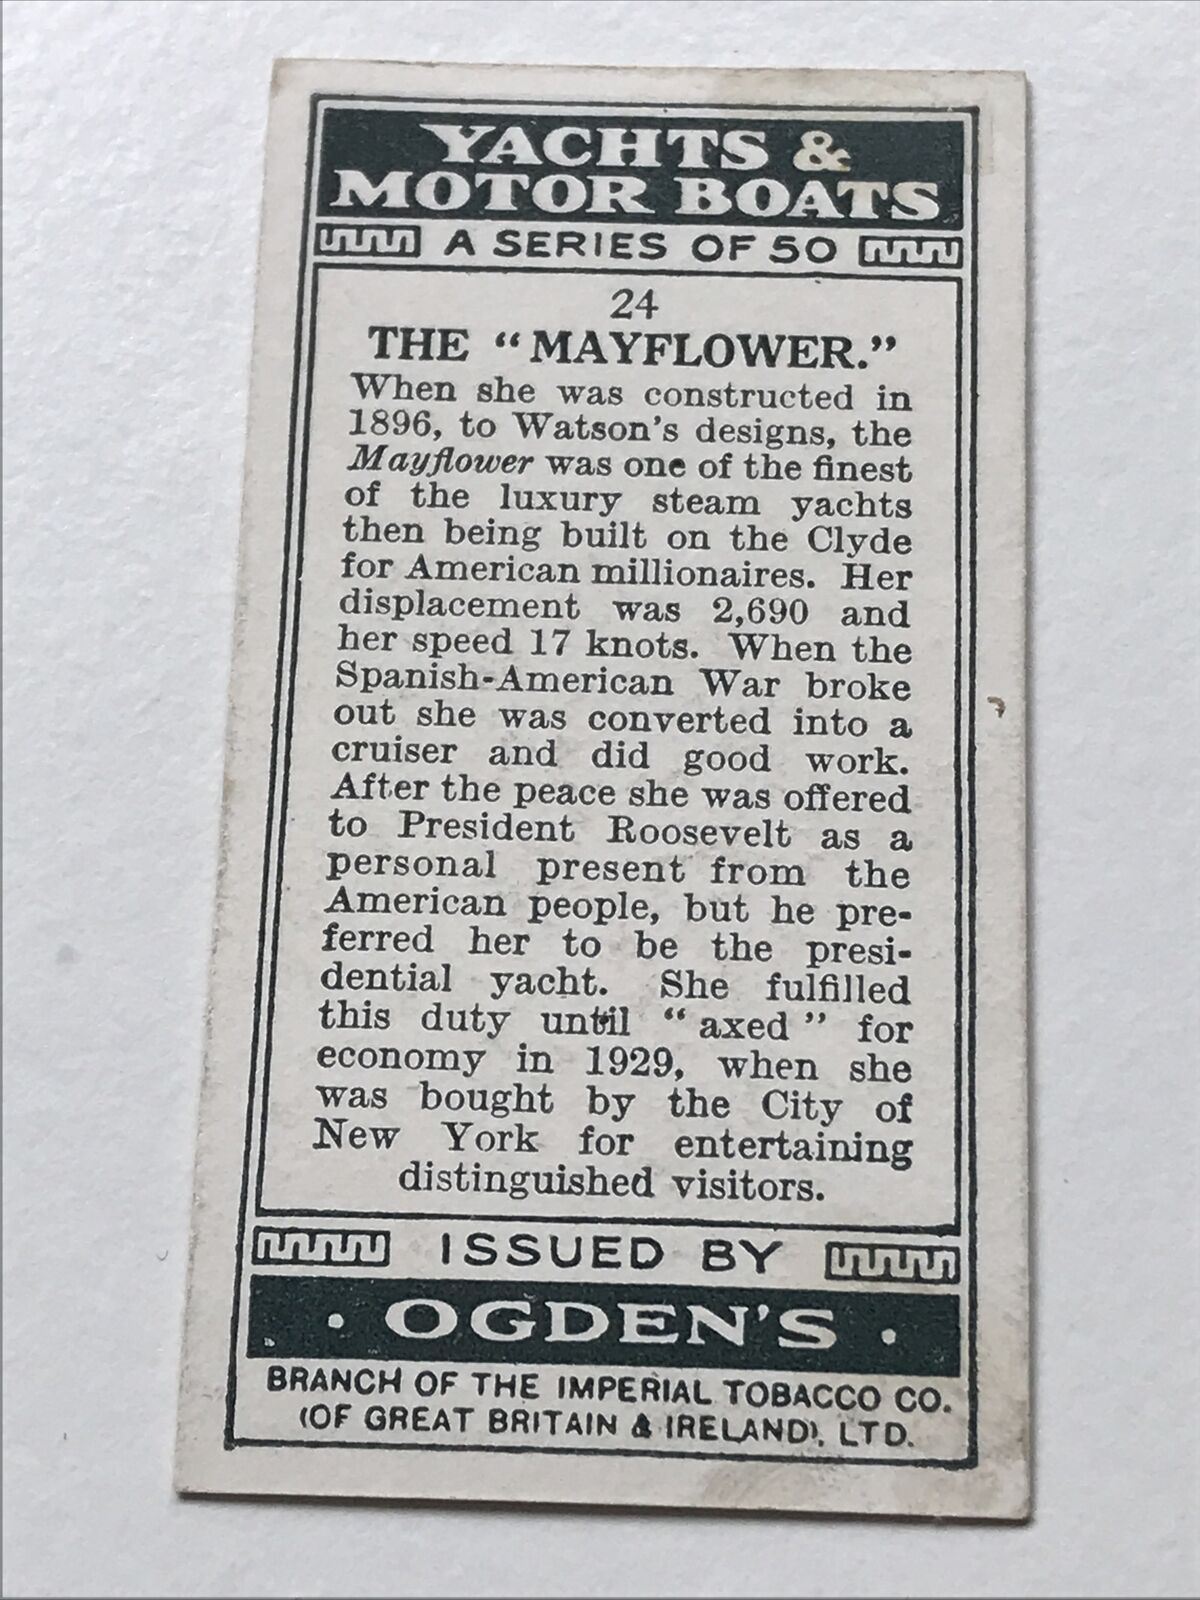 YACHTS &
MOTOR BOATS
A SERIES OF 50
24
THE “MAYFLOWER.”
When she was constructed in
1896, to Watson's designs, the
Mayflower was one of the finest
of the luxury steam yachts
then being built on the Clyde
for American millionaires. Her
displacement was 2,690 and
her speed 17 knots. When the
Spanish-American War broke
out she was converted into a
cruiser and did good work.
After the peace she was offered
to President Roosevelt as a
personal present from the
American people, but he pre-
ferred her to be the presi-
dential yacht. She fulfilled
this duty until “axed” for
economy in 1929, when she
was bought by the City of
New York for entertaining
distinguished visitors.
ISSUED BY
· OGDEN'S ·
BRANCH OF THE IMPERIAL TOBACCO CO.
(OF GREAT BRITAIN & IRELAND), LTD.